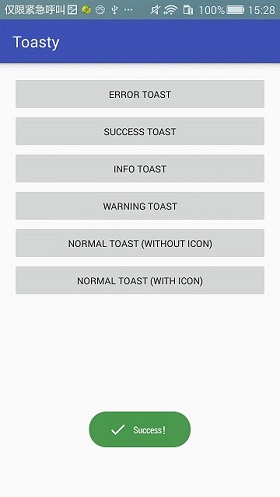 仅限紧急呼叫 100% 15:28
Toasty
ERROR TOAST
SUCCESS TOAST
INFO TOAST
WARNING TOAST
NORMAL TOAST (WITHOUT ICON)
NORMAL TOAST (WITH ICON)
Success!